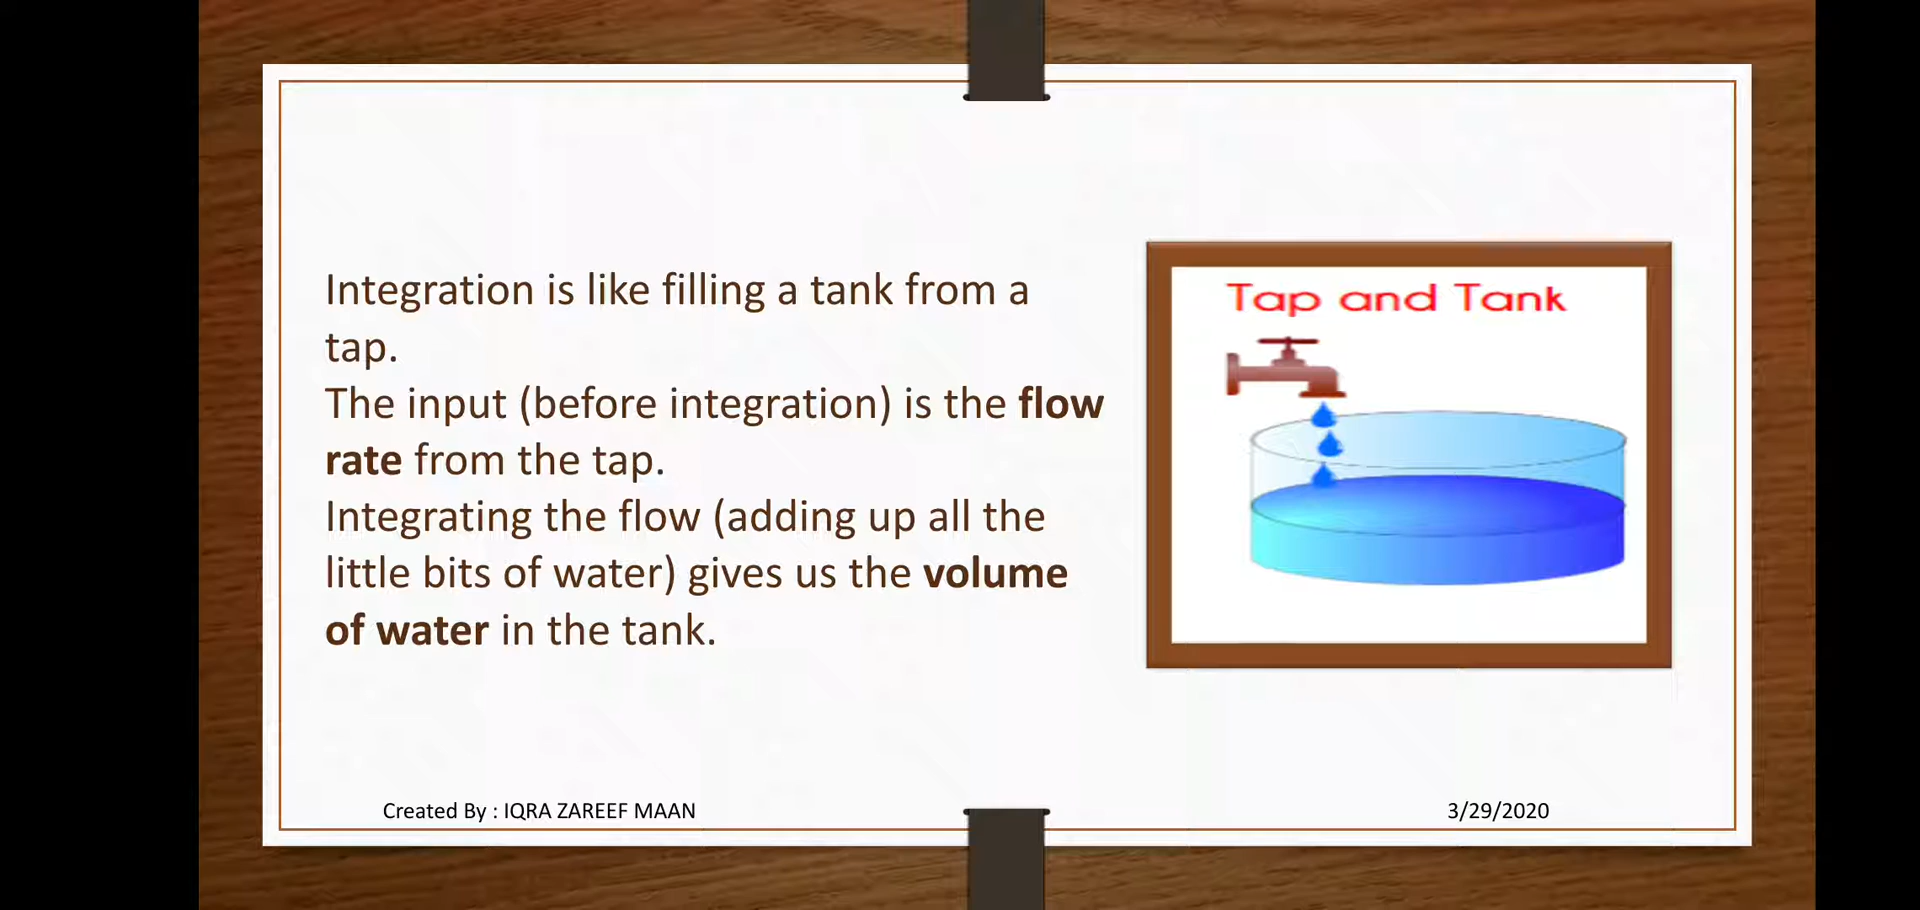 Integration is like filling a tank from a
tap.
The input (before integration) is the flow
rate from the tap.
Integrating the flow (adding up all the
little bits of water) gives us the volume
of water in the tank.
Tap and Tank
Created By : IQRA ZAREEF MAAN
3/29/2020